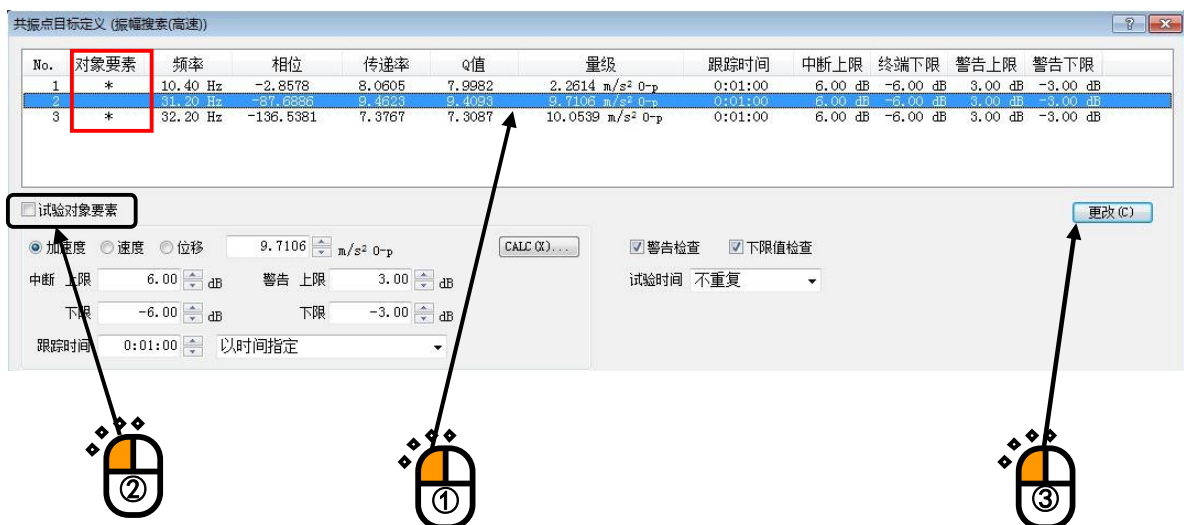 共振点目标定义 (振幅搜索(高速))
No. 对象要素 频率 相位 传递率 Q值 量级 跟踪时间 中断上限 终端下限 警告上限 警告下限
1 * 10.40 Hz -2.8578 8.0605 7.9982 2.2614 m/s² 0-p 0:01:00 6.00 dB -6.00 dB 3.00 dB -3.00 dB
2 31.20 Hz -87.6886 9.4623 9.4093 9.7106 m/s² 0-p 0:01:00 6.00 dB -6.00 dB 3.00 dB -3.00 dB
3 * 32.20 Hz -136.5381 7.3767 7.3087 10.0539 m/s² 0-p 0:01:00 6.00 dB -6.00 dB 3.00 dB -3.00 dB
试验对象要素 更改(C)
加速度 速度 位移 9.7106 m/s² 0-p CALC(X)... 警告检查 下限值检查
中断 上限 6.00 dB 警告 上限 3.00 dB 试验时间 不重复
下限 -6.00 dB 下限 -3.00 dB
跟踪时间 0:01:00 以时间指定
② ① ③